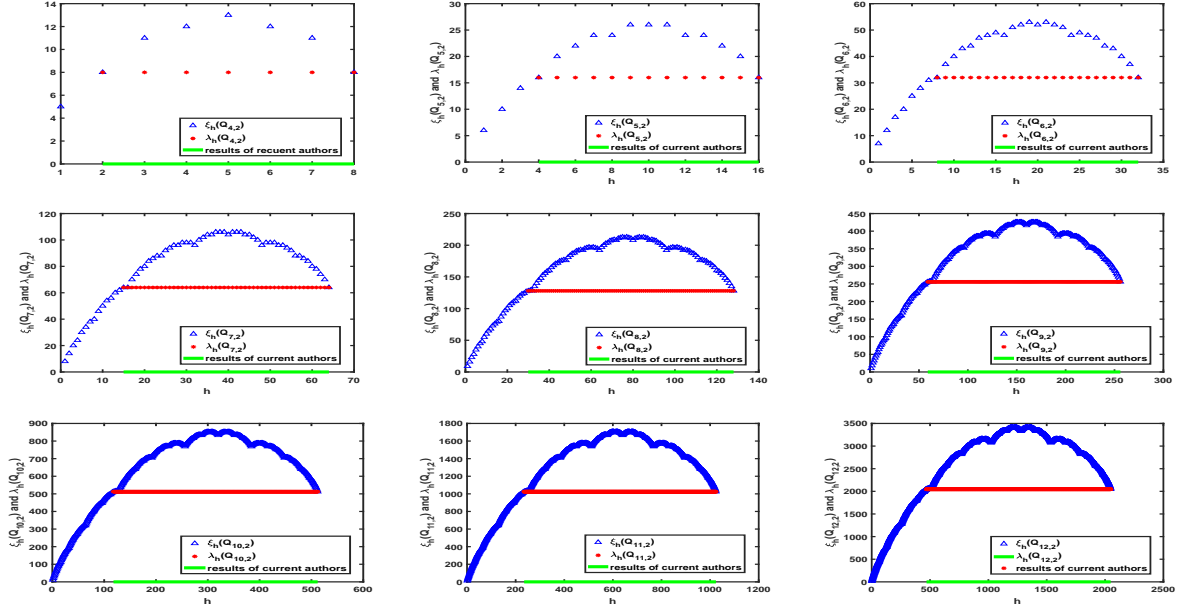 ξh(Q4,2) and λh(Q4,2)
14
12
10
8
6
4
2
0
1 2 3 4 5 6 7 8
h
ξh(Q4,2)
λh(Q4,2)
results of recuent authors
ξh(Q5,2) and λh(Q5,2)
30
25
20
15
10
5
0
0 2 4 6 8 10 12 14 16
h
ξh(Q5,2)
λh(Q5,2)
results of current authors
ξh(Q6,2) and λh(Q6,2)
60
50
40
30
20
10
0
0 5 10 15 20 25 30 35
h
ξh(Q6,2)
λh(Q6,2)
results of current authors
ξh(Q7,2) and λh(Q7,2)
120
100
80
60
40
20
0
0 10 20 30 40 50 60 70
h
ξh(Q7,2)
λh(Q7,2)
results of current authors
ξh(Q8,2) and λh(Q8,2)
250
200
150
100
50
0
0 20 40 60 80 100 120 140
h
ξh(Q8,2)
λh(Q8,2)
results of current authors
ξh(Q9,2) and λh(Q9,2)
450
400
350
300
250
200
150
100
50
0
0 50 100 150 200 250 300
h
ξh(Q9,2)
λh(Q9,2)
results of current authors
ξh(Q10,2) and λh(Q10,2)
900
800
700
600
500
400
300
200
100
0
0 100 200 300 400 500 600
h
ξh(Q10,2)
λh(Q10,2)
results of current authors
ξh(Q11,2) and λh(Q11,2)
1800
1600
1400
1200
1000
800
600
400
200
0
0 200 400 600 800 1000 1200
h
ξh(Q11,2)
λh(Q11,2)
results of current authors
ξh(Q12,2) and λh(Q12,2)
3500
3000
2500
2000
1500
1000
500
0
0 500 1000 1500 2000 2500
h
ξh(Q12,2)
λh(Q12,2)
results of current authors